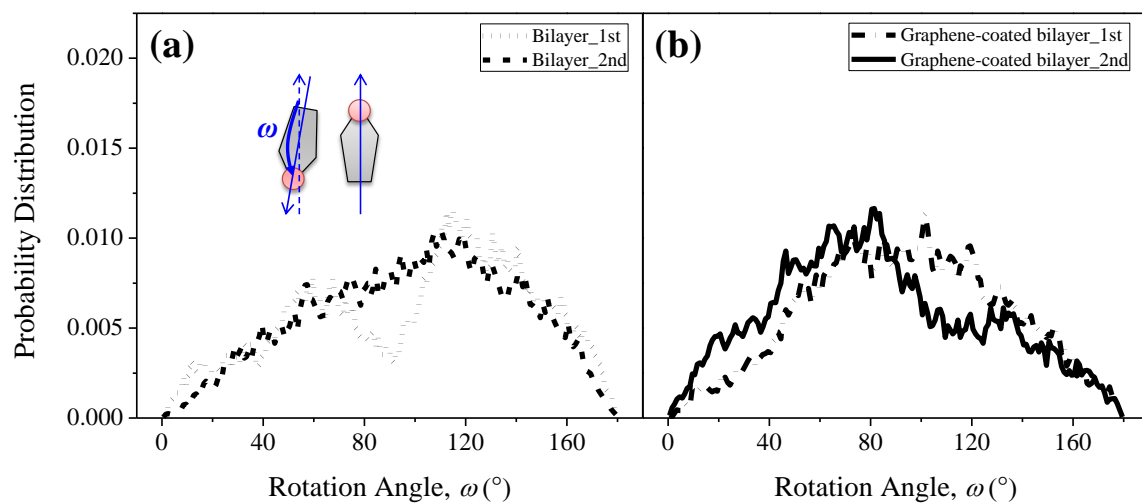 (a)
Bilayer_1st
Bilayer_2nd
ω
(b)
Graphene-coated bilayer_1st
Graphene-coated bilayer_2nd
Probability Distribution
0.020
0.015
0.010
0.005
0.000
0 40 80 120 160
0 40 80 120 160
Rotation Angle, ω (°)
Rotation Angle, ω (°)